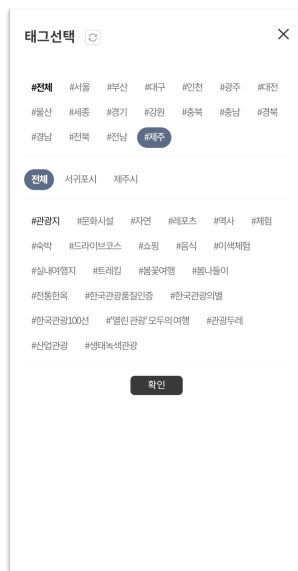 태그선택
#전체 #서울 #부산 #대구 #인천 #광주 #대전
#울산 #세종 #경기 #강원 #충북 #충남 #경북
#경남 #전북 #전남 #제주
전체 서귀포시 제주시
#관광지 #문화시설 #자연 #레포츠 #역사 #체험
#숙박 #드라이브코스 #쇼핑 #음식 #이색체험
#실내여행지 #트레킹 #봄꽃여행 #봄나들이
#전통한옥 #한국관광품질인증 #한국관광의별
#한국관광100선 #'열린 관광' 모두의 여행 #관광두레
#산업관광 #생태녹색관광
확인